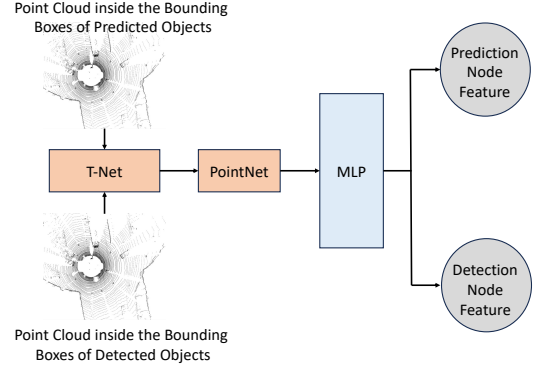 Point Cloud inside the Bounding
Boxes of Predicted Objects
T-Net
PointNet
MLP
Prediction
Node
Feature
Detection
Node
Feature
Point Cloud inside the Bounding
Boxes of Detected Objects